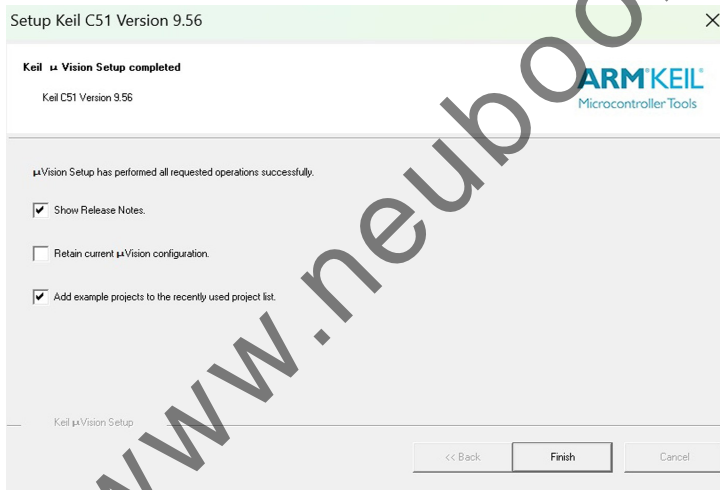 Setup Keil C51 Version 9.56
Keil μ Vision Setup completed
Keil C51 Version 9.56
ARM®KEIL®
Microcontroller Tools
μVision Setup has performed all requested operations successfully.
Show Release Notes.
Retain current μVision configuration.
Add example projects to the recently used project list.
Keil μVision Setup
<< Back
Finish
Cancel
www.neuboo